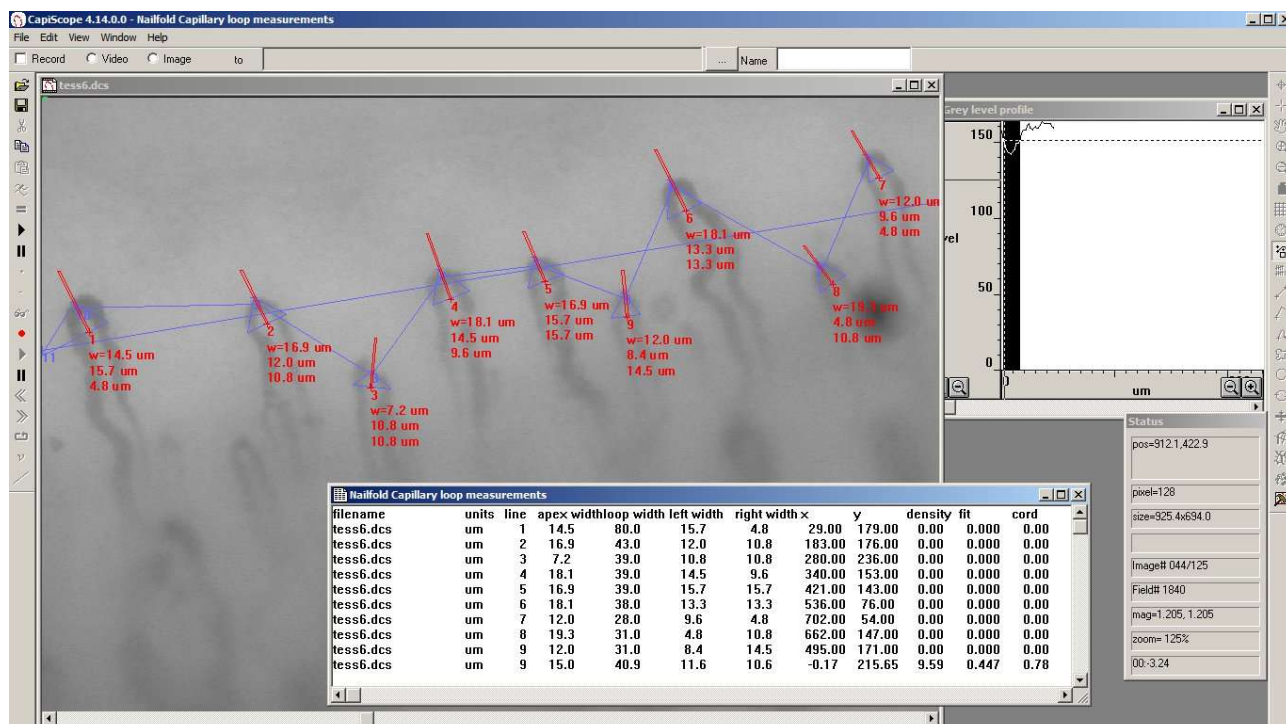 CapiScope 4.14.0.0 - Nailfold Capillary loop measurements
File Edit View Window Help
Record Video Image to ... Name
tess6.dcs
1
w=14.5 um
15.7 um
4.8 um
2
w=16.9 um
12.0 um
10.8 um
3
w=7.2 um
10.8 um
10.8 um
4
w=18.1 um
14.5 um
9.6 um
5
w=16.9 um
15.7 um
15.7 um
9
w=12.0 um
8.4 um
14.5 um
6
w=18.1 um
13.3 um
13.3 um
8
w=19.3 um
4.8 um
10.8 um
7
w=12.0 um
9.6 um
4.8 um
11
Grey level profile
150
100
vel
50
0
0
um
Status
pos=912.1,422.9
pixel=128
size=925.4x694.0
Image# 044/125
Field# 1840
mag=1.205, 1.205
zoom= 125%
00:-3.24
Nailfold Capillary loop measurements
filename units line apex width loop width left width right width x y density fit cord
tess6.dcs um 1 14.5 80.0 15.7 4.8 29.00 179.00 0.00 0.000 0.00
tess6.dcs um 2 16.9 43.0 12.0 10.8 183.00 176.00 0.00 0.000 0.00
tess6.dcs um 3 7.2 39.0 10.8 10.8 280.00 236.00 0.00 0.000 0.00
tess6.dcs um 4 18.1 39.0 14.5 9.6 340.00 153.00 0.00 0.000 0.00
tess6.dcs um 5 16.9 39.0 15.7 15.7 421.00 143.00 0.00 0.000 0.00
tess6.dcs um 6 18.1 38.0 13.3 13.3 536.00 76.00 0.00 0.000 0.00
tess6.dcs um 7 12.0 28.0 9.6 4.8 702.00 54.00 0.00 0.000 0.00
tess6.dcs um 8 19.3 31.0 4.8 10.8 662.00 147.00 0.00 0.000 0.00
tess6.dcs um 9 12.0 31.0 8.4 14.5 495.00 171.00 0.00 0.000 0.00
tess6.dcs um 9 15.0 40.9 11.6 10.6 -0.17 215.65 9.59 0.447 0.78